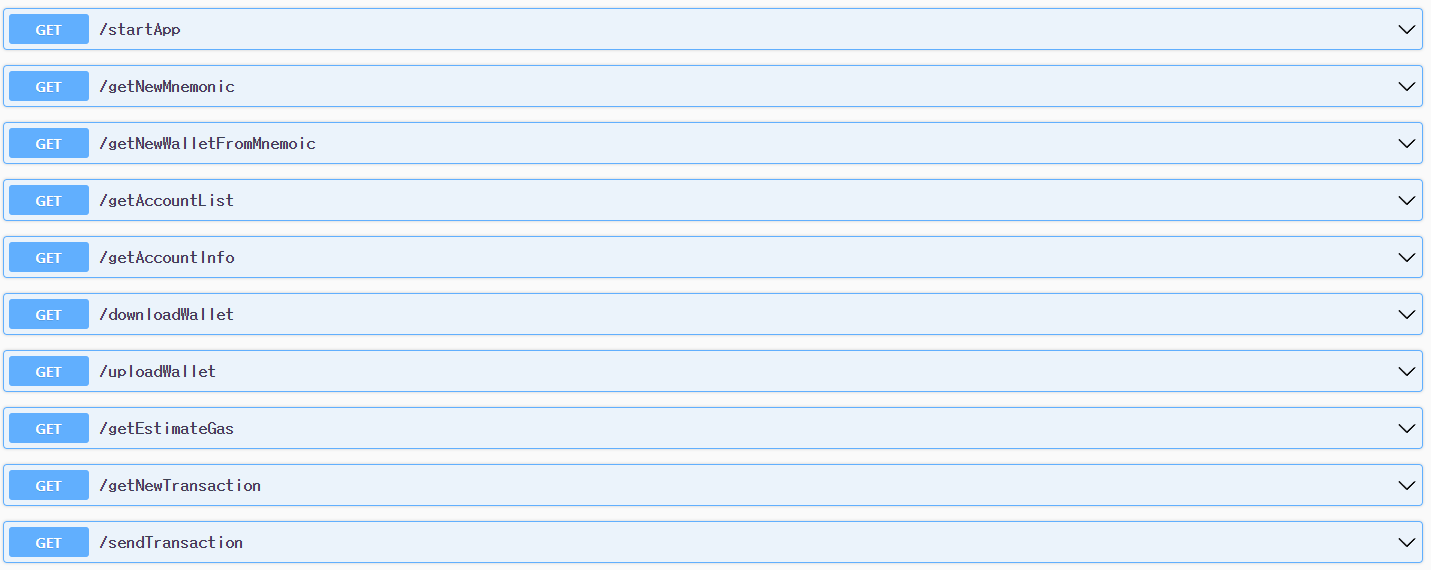 GET /startApp
GET /getNewMnemonic
GET /getNewWalletFromMnemoic
GET /getAccountList
GET /getAccountInfo
GET /downloadWallet
GET /uploadWallet
GET /getEstimateGas
GET /getNewTransaction
GET /sendTransaction